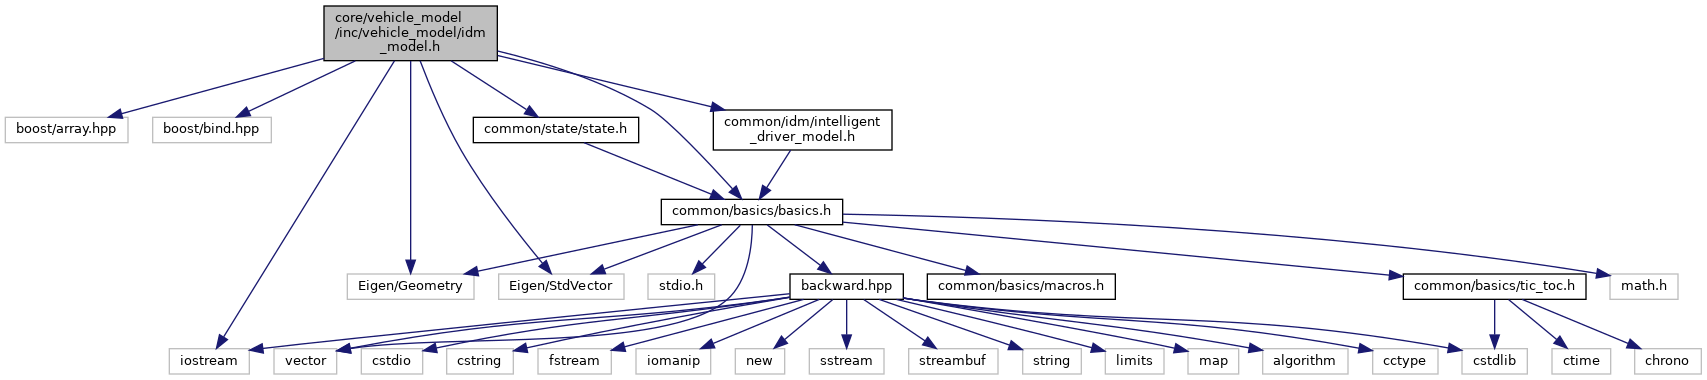 core/vehicle_model
/inc/vehicle_model/idm
_model.h
boost/array.hpp
boost/bind.hpp
common/state/state.h
common/idm/intelligent
_driver_model.h
common/basics/basics.h
Eigen/Geometry
Eigen/StdVector
stdio.h
backward.hpp
common/basics/macros.h
common/basics/tic_toc.h
math.h
iostream
vector
cstdio
cstring
fstream
iomanip
new
sstream
streambuf
string
limits
map
algorithm
cctype
cstdlib
ctime
chrono